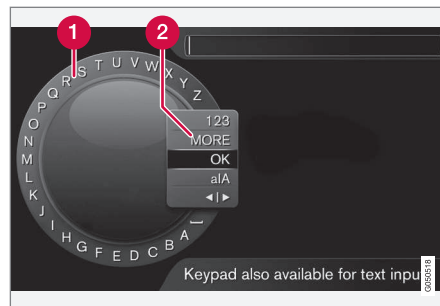 1
2
A B C D E F G H I J K L M N O P Q R S T U V W X Y Z
123
MORE
OK
a|A
◄|►
Keypad also available for text inpu
G050518